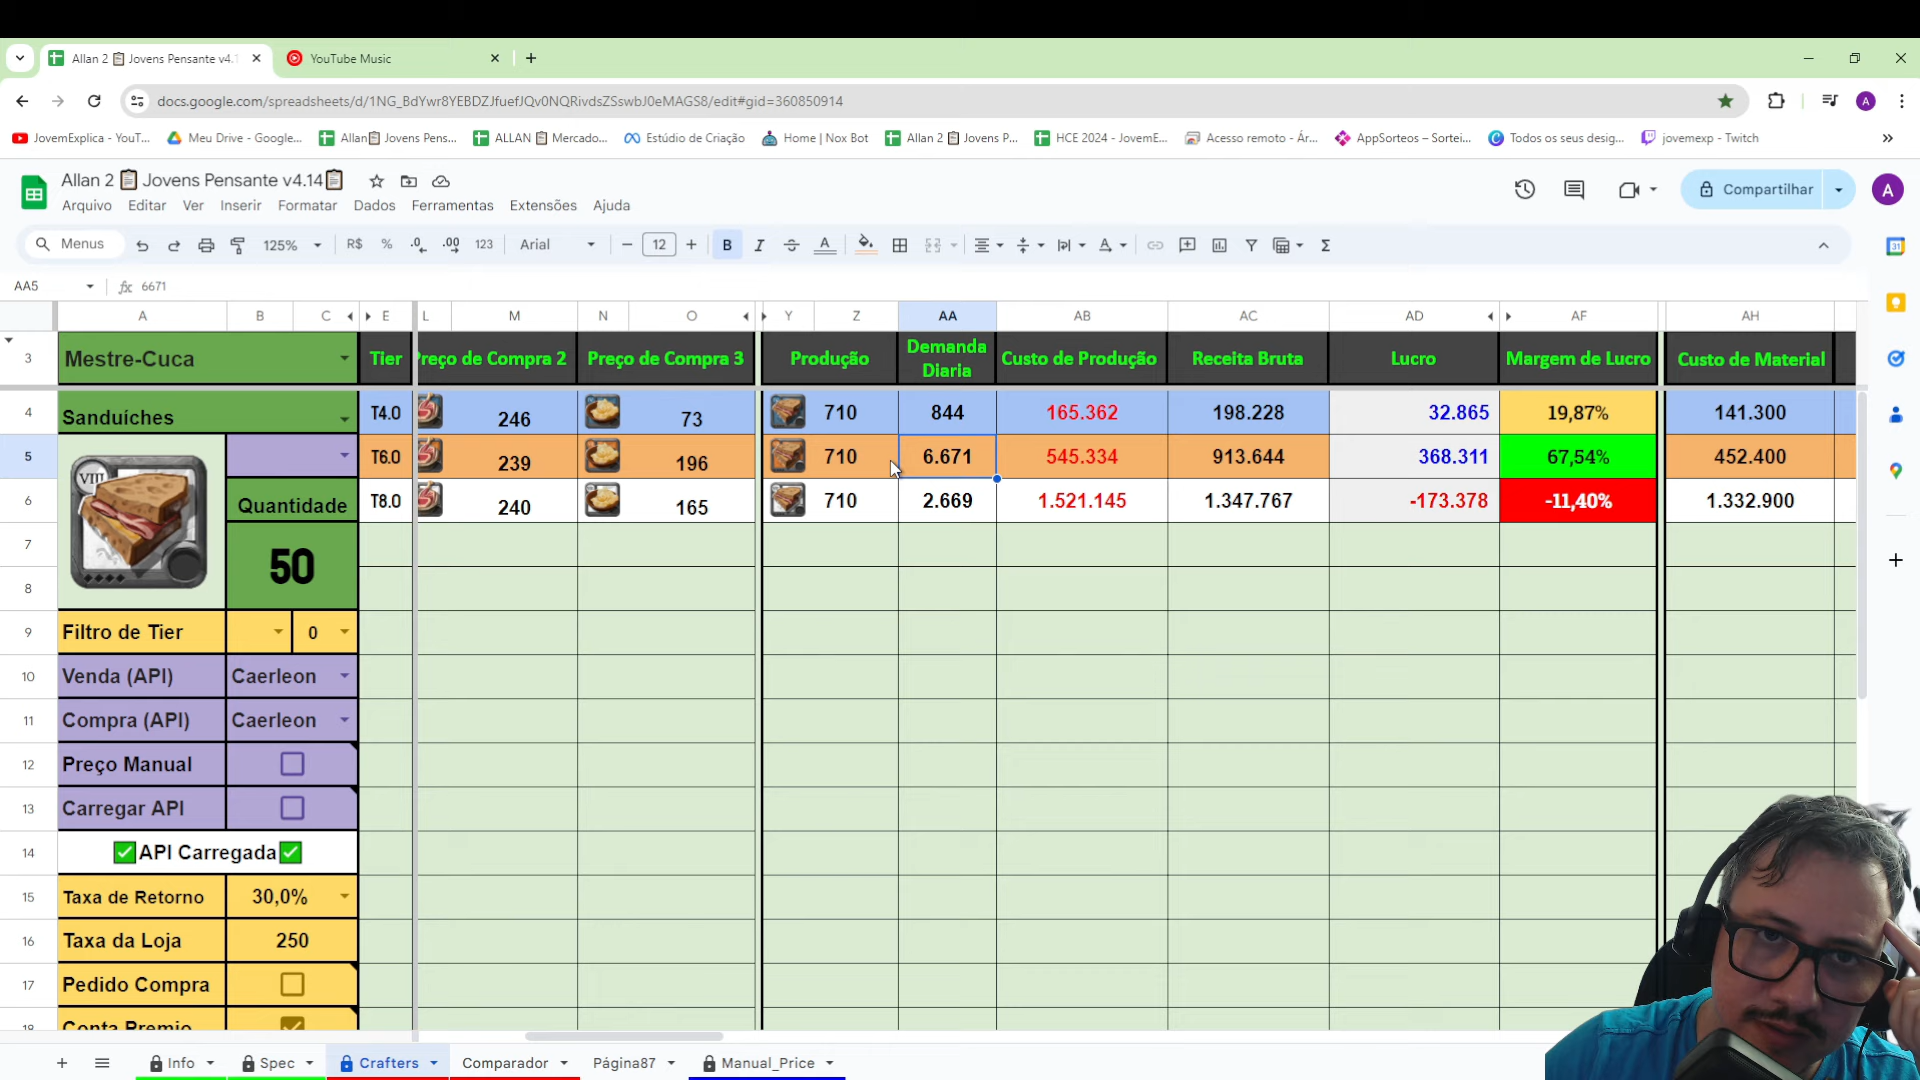 Allan 2 📋 Jovens Pensante v4.1
YouTube Music
docs.google.com/spreadsheets/d/1NG_BdYwr8YEBDZJfuefJQv0NQRivdsZSswbJ0eMAGS8/edit#gid=360850914
A
JovemExplica - YouT...
Meu Drive - Google...
Allan📋 Jovens Pens...
ALLAN 📋 Mercado...
Estúdio de Criação
Home | Nox Bot
Allan 2 📋 Jovens P...
HCE 2024 - JovemE...
Acesso remoto - Ár...
AppSorteos – Sortei...
Todos os seus desig...
jovemexp - Twitch
»
Allan 2 📋 Jovens Pensante v4.14📋
Compartilhar
A
Arquivo Editar Ver Inserir Formatar Dados Ferramentas Extensões Ajuda
Menus 125% R$ % .0 .00 123 Arial − 12 + B I S A Σ
31
AA5 fx 6671
A B C E L M N O Y Z AA AB AC AD AF AH
3 Mestre-Cuca Tier Preço de Compra 2 Preço de Compra 3 Produção Demanda Diaria Custo de Produção Receita Bruta Lucro Margem de Lucro Custo de Material
4 Sanduíches T4.0 246 73 710 844 165.362 198.228 32.865 19,87% 141.300
5 T6.0 239 196 710 6.671 545.334 913.644 368.311 67,54% 452.400
VIII
6 Quantidade T8.0 240 165 710 2.669 1.521.145 1.347.767 -173.378 -11,40% 1.332.900
7
50
8
9 Filtro de Tier 0
10 Venda (API) Caerleon
11 Compra (API) Caerleon
12 Preço Manual
13 Carregar API
14 ✅API Carregada✅
15 Taxa de Retorno 30,0%
16 Taxa da Loja 250
17 Pedido Compra
18 Conta Premio
Info Spec Crafters Comparador Página87 Manual_Price